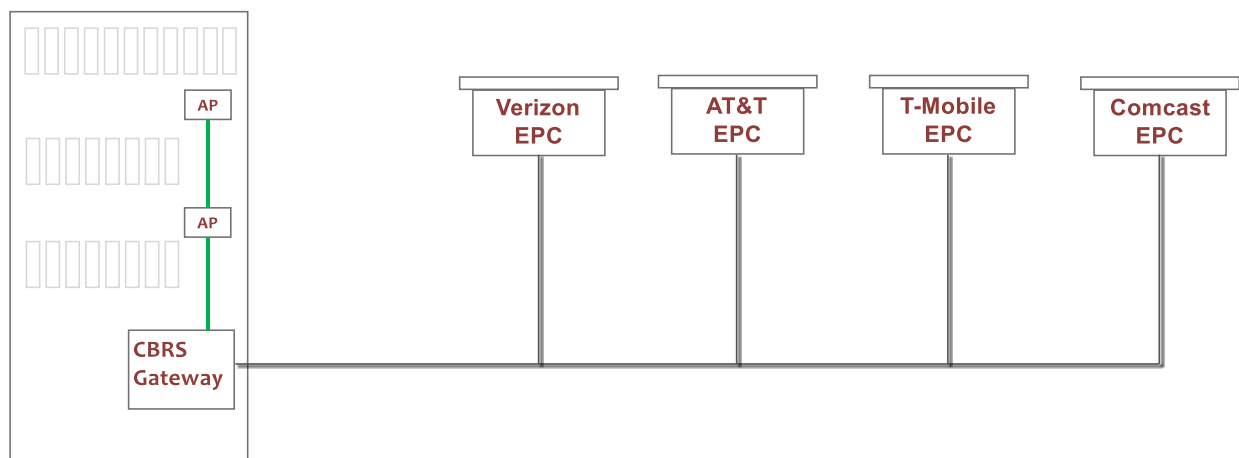 AP
AP
CBRS
Gateway
Verizon
EPC
AT&T
EPC
T-Mobile
EPC
Comcast
EPC